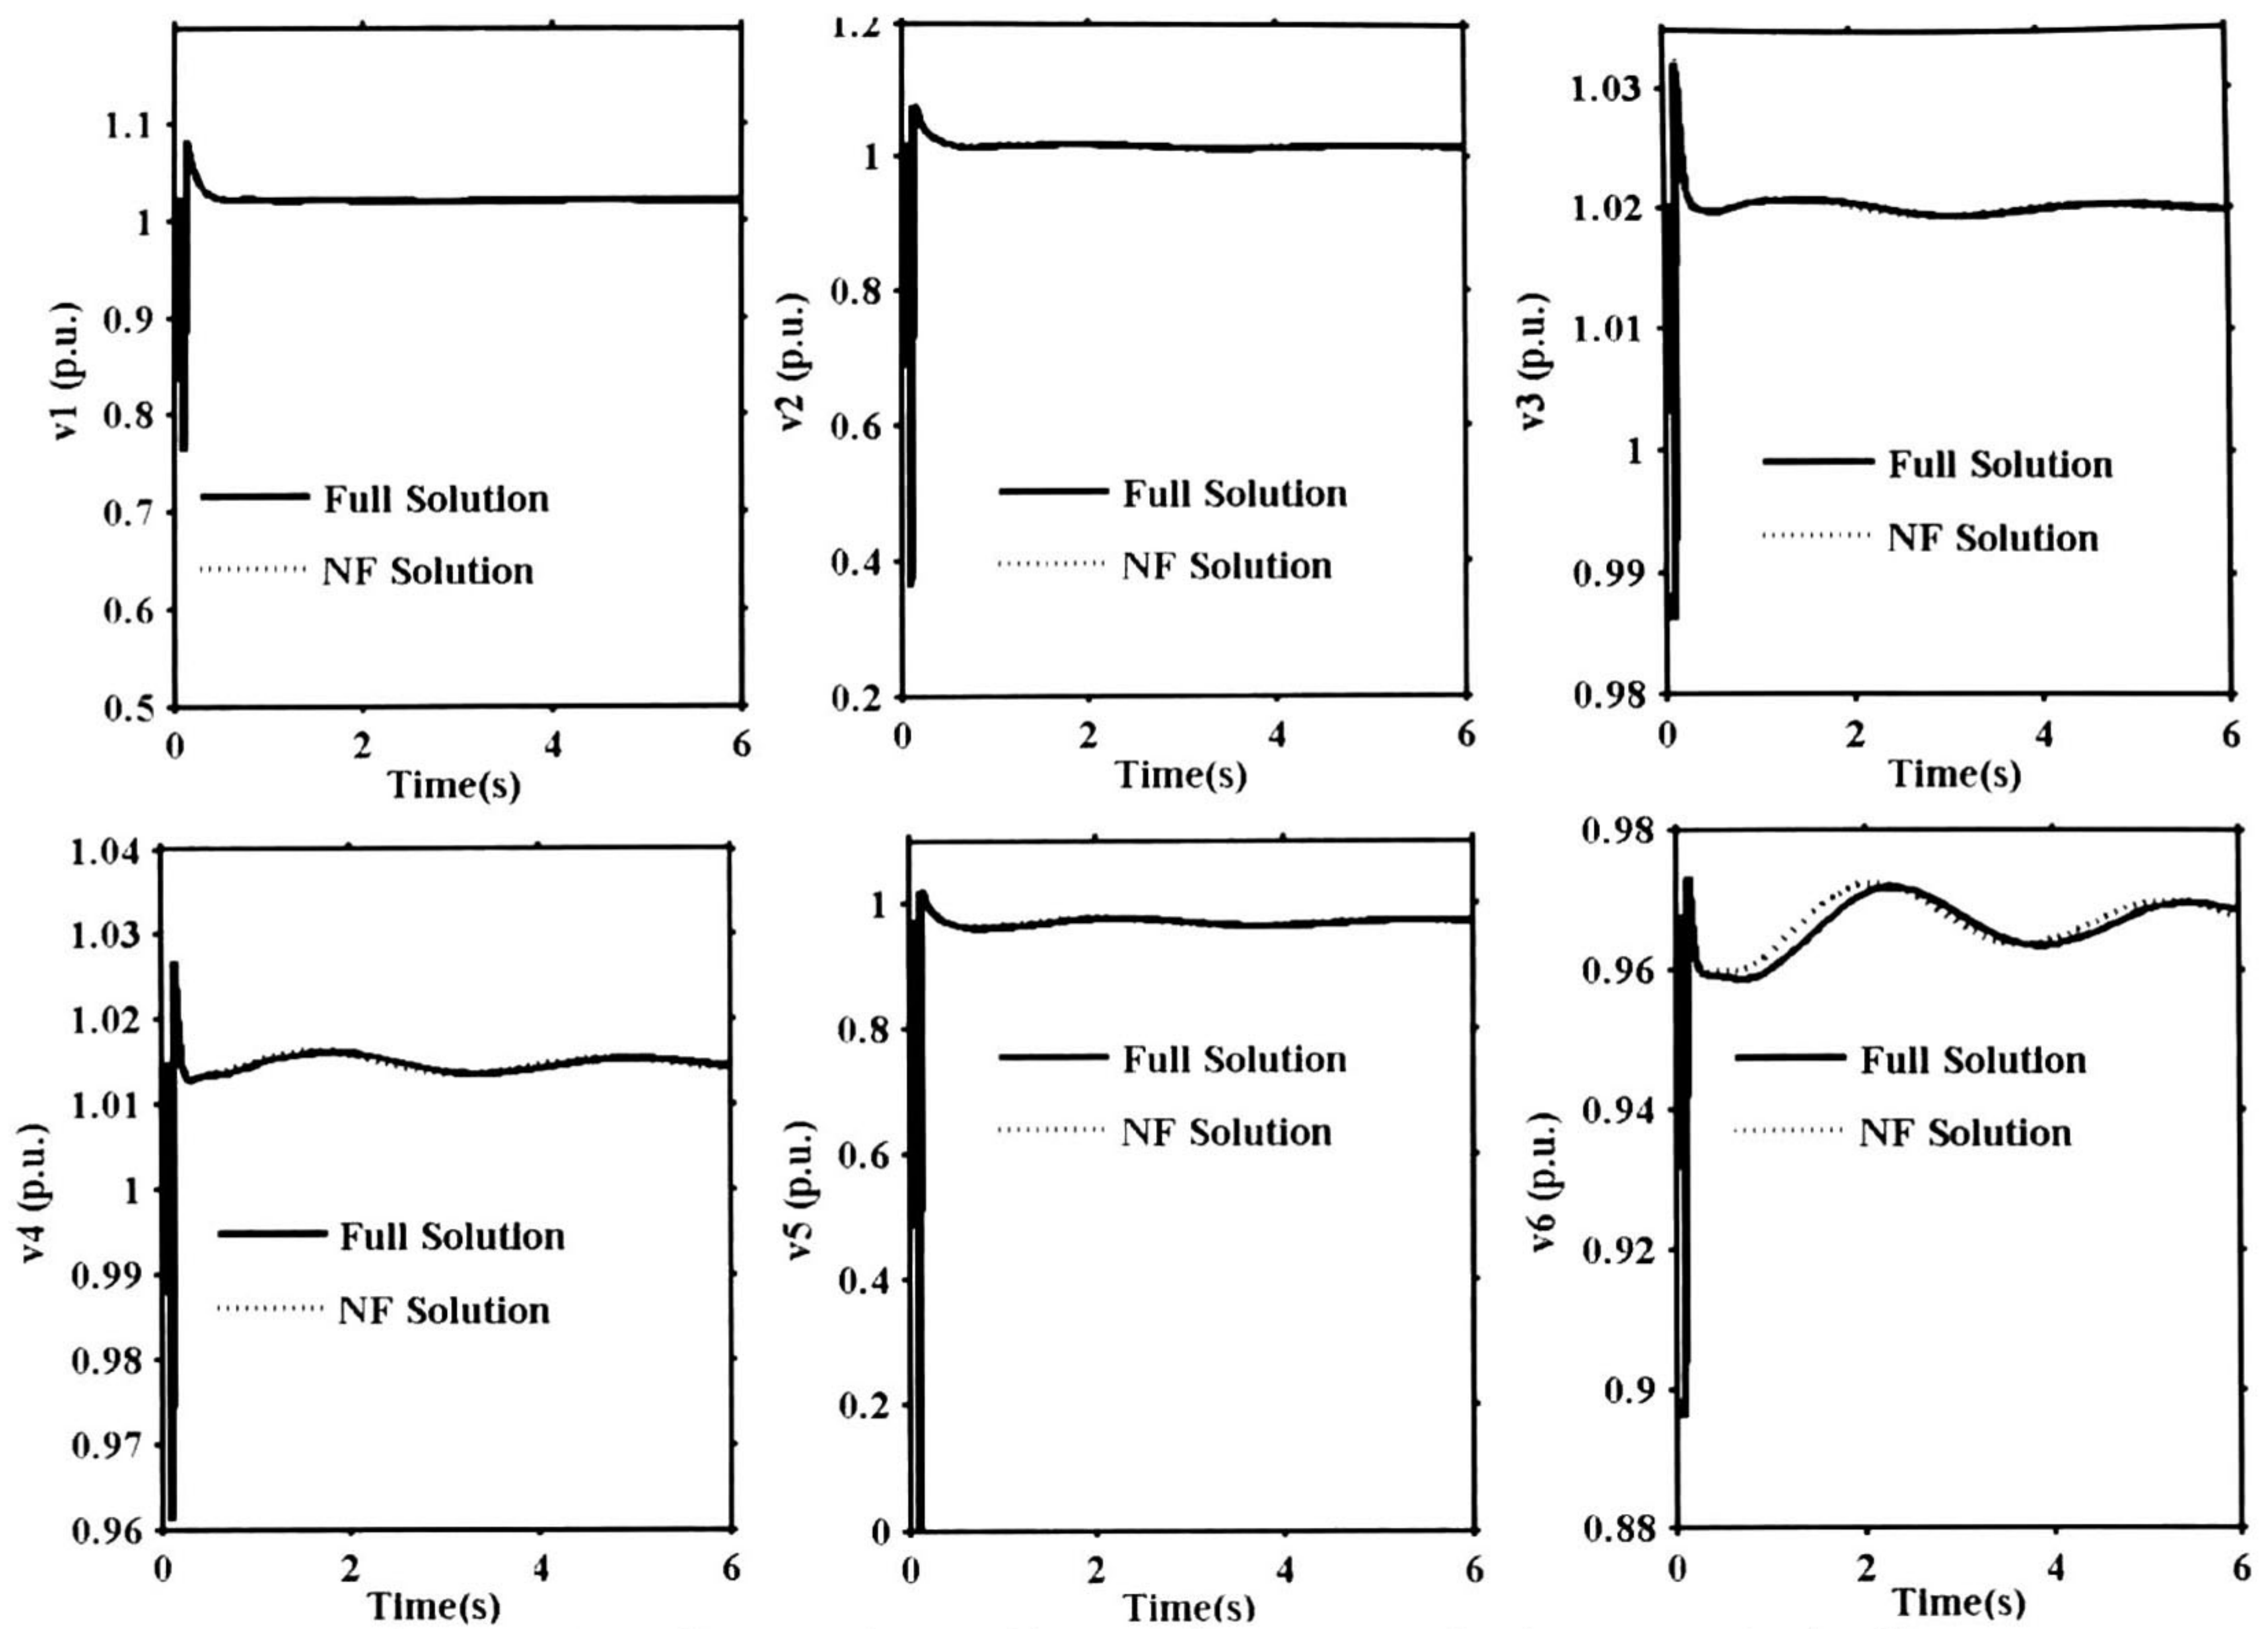 v1 (p.u.)
1.1
1
0.9
0.8
0.7
0.6
0.5
Full Solution
NF Solution
0 2 4 6
Time(s)
v2 (p.u.)
1.2
1
0.8
0.6
0.4
0.2
Full Solution
NF Solution
0 2 4 6
Time(s)
v3 (p.u.)
1.03
1.02
1.01
1
0.99
0.98
Full Solution
NF Solution
0 2 4 6
Time(s)
v4 (p.u.)
1.04
1.03
1.02
1.01
1
0.99
0.98
0.97
0.96
Full Solution
NF Solution
0 2 4 6
Time(s)
v5 (p.u.)
1
0.8
0.6
0.4
0.2
0
Full Solution
NF Solution
0 2 4 6
Time(s)
v6 (p.u.)
0.98
0.96
0.94
0.92
0.9
0.88
Full Solution
NF Solution
0 2 4 6
Time(s)